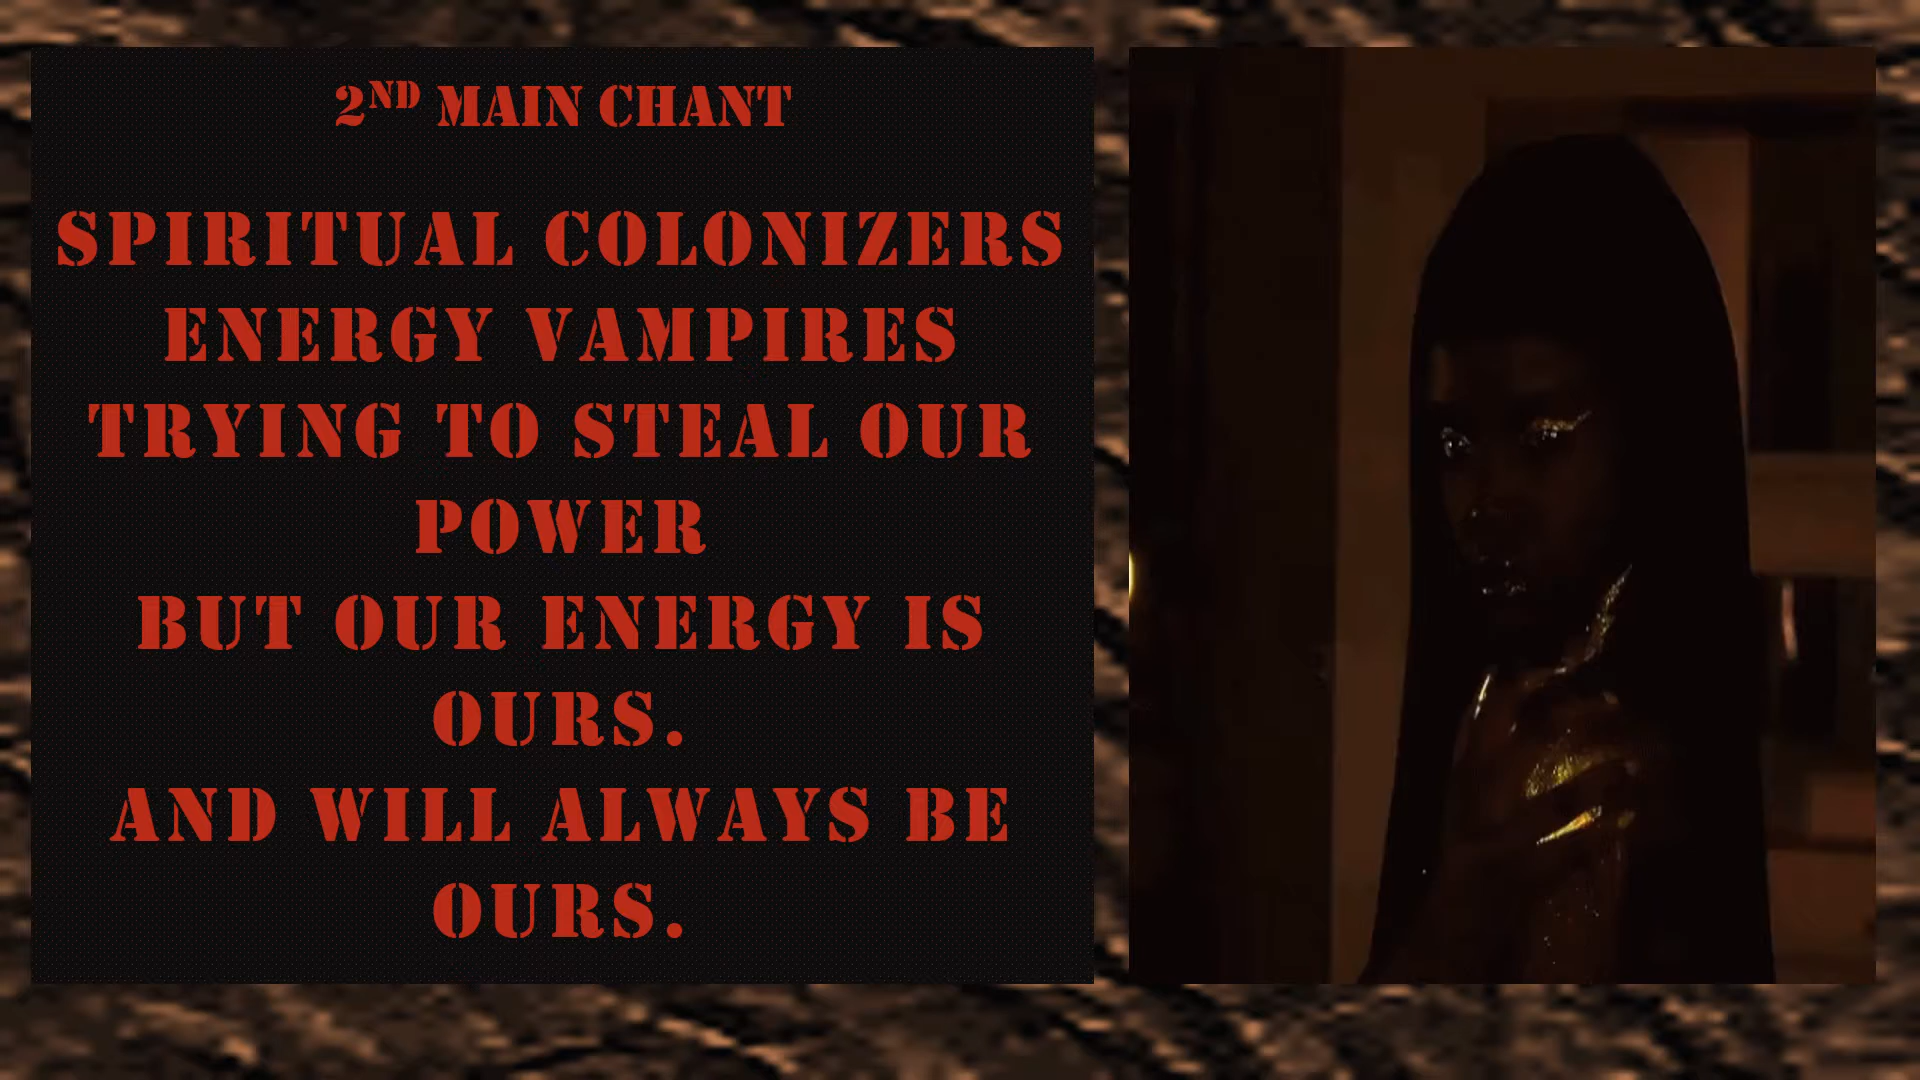 2ND MAIN CHANT
SPIRITUAL COLONIZERS
ENERGY VAMPIRES
TRYING TO STEAL OUR
POWER
BUT OUR ENERGY IS
OURS.
AND WILL ALWAYS BE
OURS.